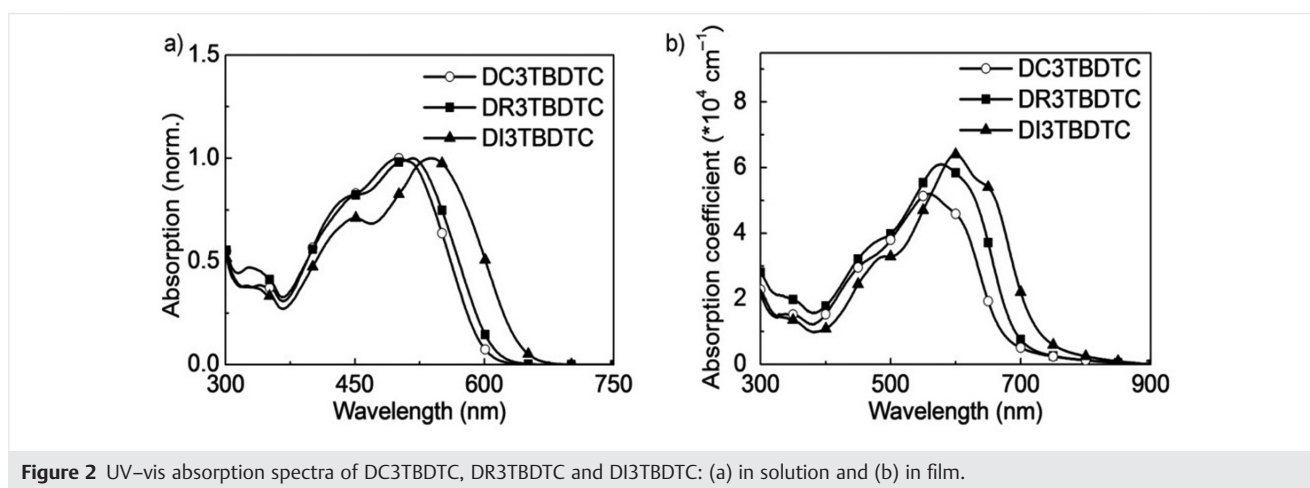 a)
1.5
1.0
0.5
0.0
Absorption (norm.)
DC3TBDTC
DR3TBDTC
DI3TBDTC
300 450 600 750
Wavelength (nm)
b)
8
6
4
2
0
Absorption coefficient (*10⁴ cm⁻¹)
DC3TBDTC
DR3TBDTC
DI3TBDTC
300 500 700 900
Wavelength (nm)
Figure 2 UV–vis absorption spectra of DC3TBDTC, DR3TBDTC and DI3TBDTC: (a) in solution and (b) in film.